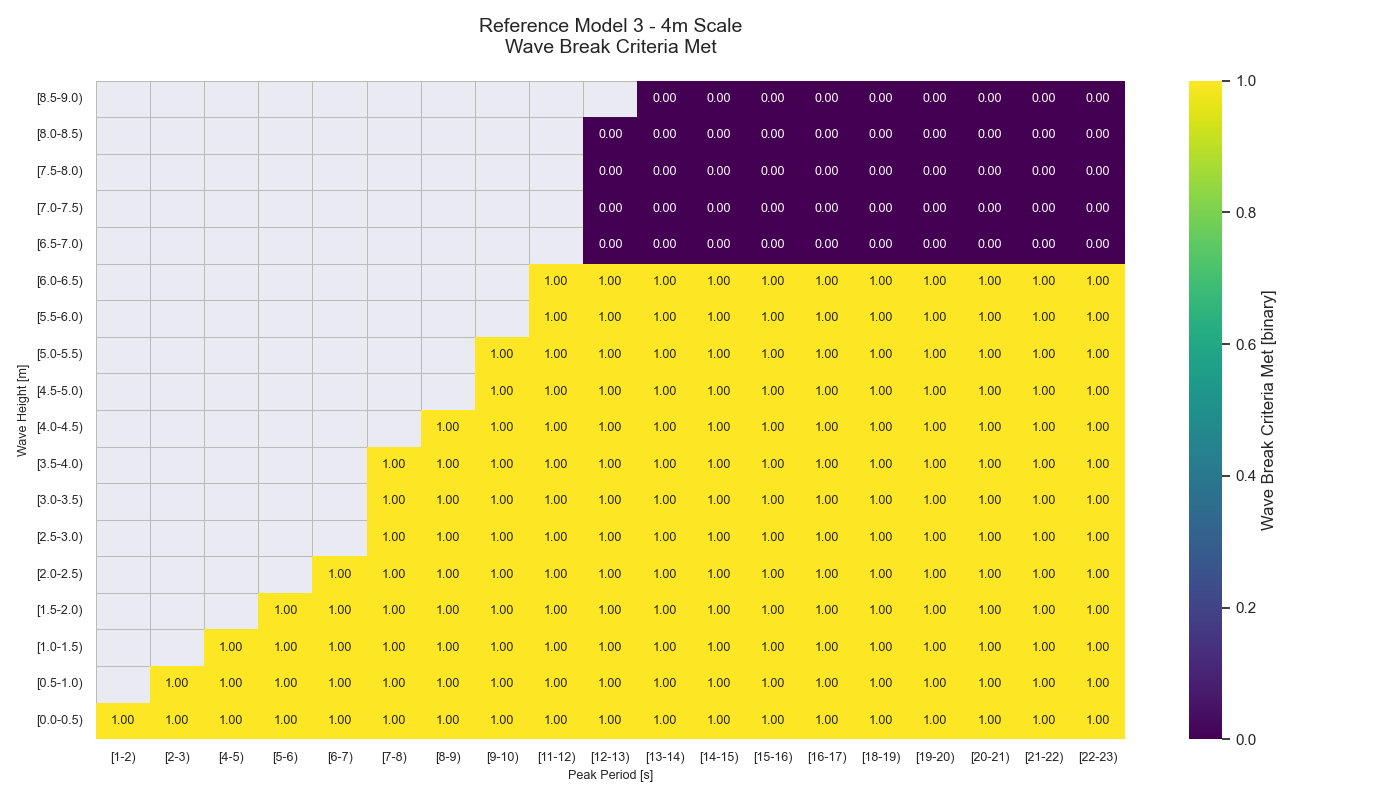 Reference Model 3 - 4m Scale
Wave Break Criteria Met
[8.5-9.0) 0.00 0.00 0.00 0.00 0.00 0.00 0.00 0.00 0.00
[8.0-8.5) 0.00 0.00 0.00 0.00 0.00 0.00 0.00 0.00 0.00 0.00
[7.5-8.0) 0.00 0.00 0.00 0.00 0.00 0.00 0.00 0.00 0.00 0.00
[7.0-7.5) 0.00 0.00 0.00 0.00 0.00 0.00 0.00 0.00 0.00 0.00
[6.5-7.0) 0.00 0.00 0.00 0.00 0.00 0.00 0.00 0.00 0.00 0.00
[6.0-6.5) 1.00 1.00 1.00 1.00 1.00 1.00 1.00 1.00 1.00 1.00 1.00
[5.5-6.0) 1.00 1.00 1.00 1.00 1.00 1.00 1.00 1.00 1.00 1.00 1.00
[5.0-5.5) 1.00 1.00 1.00 1.00 1.00 1.00 1.00 1.00 1.00 1.00 1.00 1.00
[4.5-5.0) 1.00 1.00 1.00 1.00 1.00 1.00 1.00 1.00 1.00 1.00 1.00 1.00
[4.0-4.5) 1.00 1.00 1.00 1.00 1.00 1.00 1.00 1.00 1.00 1.00 1.00 1.00 1.00
[3.5-4.0) 1.00 1.00 1.00 1.00 1.00 1.00 1.00 1.00 1.00 1.00 1.00 1.00 1.00 1.00
[3.0-3.5) 1.00 1.00 1.00 1.00 1.00 1.00 1.00 1.00 1.00 1.00 1.00 1.00 1.00 1.00
[2.5-3.0) 1.00 1.00 1.00 1.00 1.00 1.00 1.00 1.00 1.00 1.00 1.00 1.00 1.00 1.00
[2.0-2.5) 1.00 1.00 1.00 1.00 1.00 1.00 1.00 1.00 1.00 1.00 1.00 1.00 1.00 1.00 1.00
[1.5-2.0) 1.00 1.00 1.00 1.00 1.00 1.00 1.00 1.00 1.00 1.00 1.00 1.00 1.00 1.00 1.00 1.00
[1.0-1.5) 1.00 1.00 1.00 1.00 1.00 1.00 1.00 1.00 1.00 1.00 1.00 1.00 1.00 1.00 1.00 1.00 1.00
[0.5-1.0) 1.00 1.00 1.00 1.00 1.00 1.00 1.00 1.00 1.00 1.00 1.00 1.00 1.00 1.00 1.00 1.00 1.00 1.00
[0.0-0.5) 1.00 1.00 1.00 1.00 1.00 1.00 1.00 1.00 1.00 1.00 1.00 1.00 1.00 1.00 1.00 1.00 1.00 1.00 1.00
[1-2) [2-3) [4-5) [5-6) [6-7) [7-8) [8-9) [9-10) [11-12) [12-13) [13-14) [14-15) [15-16) [16-17) [18-19) [19-20) [20-21) [21-22) [22-23)
Peak Period [s]
Wave Height [m]
1.0
0.8
0.6
0.4
0.2
0.0
Wave Break Criteria Met [binary]